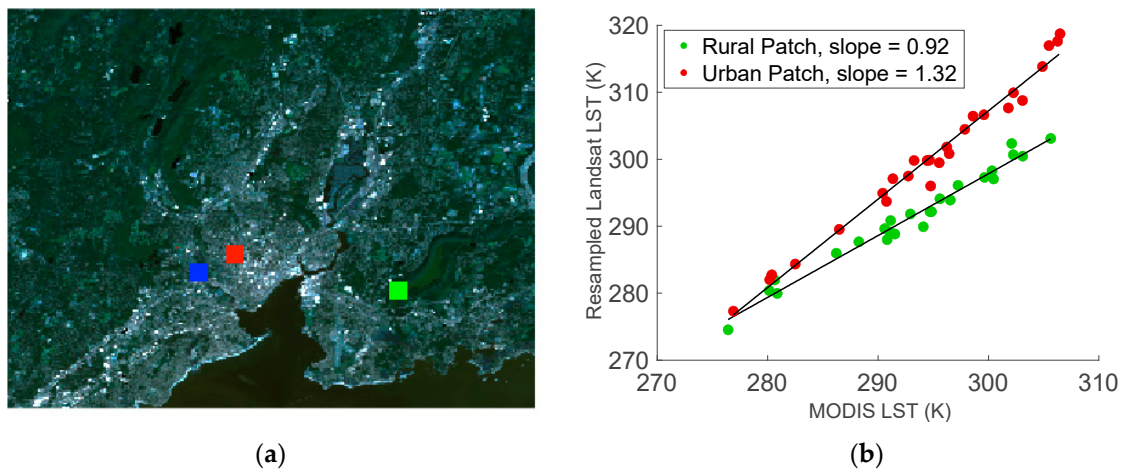 320
310
300
290
280
270
Resampled Landsat LST (K)
Rural Patch, slope = 0.92
Urban Patch, slope = 1.32
270 280 290 300 310
MODIS LST (K)
(a) (b)